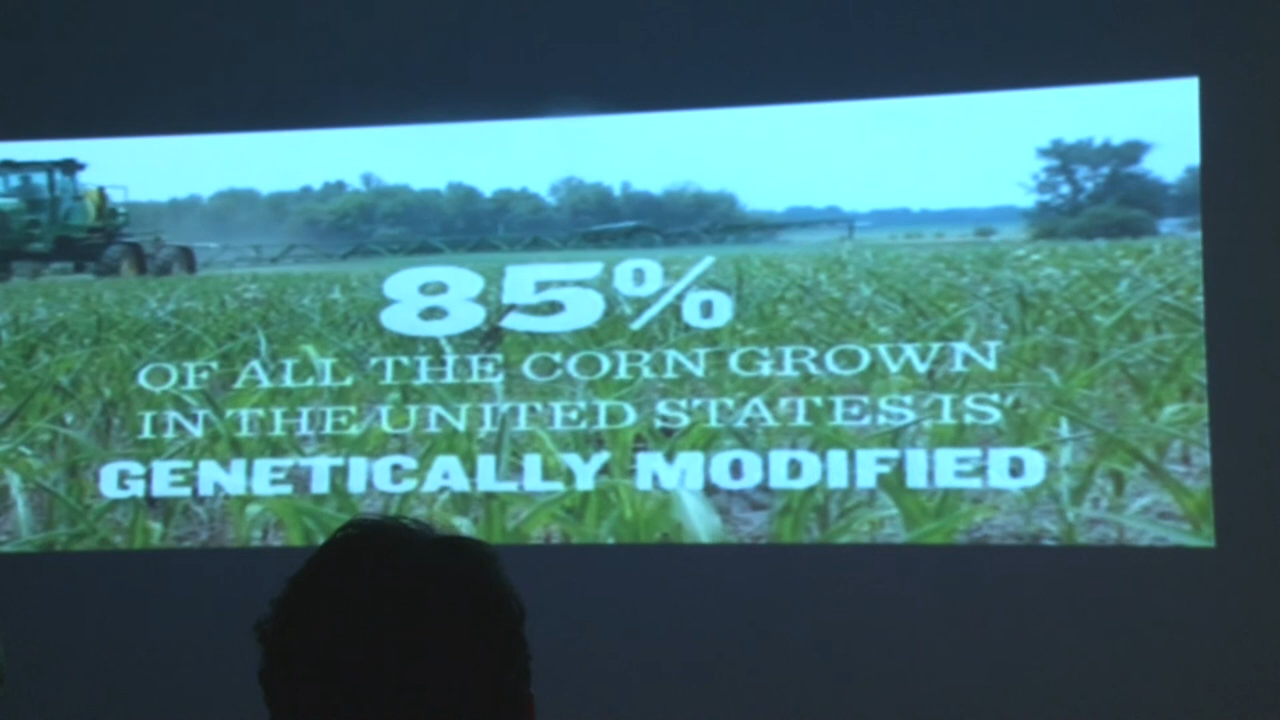 85%
OF ALL THE CORN GROWN
IN THE UNITED STATES IS
GENETICALLY MODIFIED